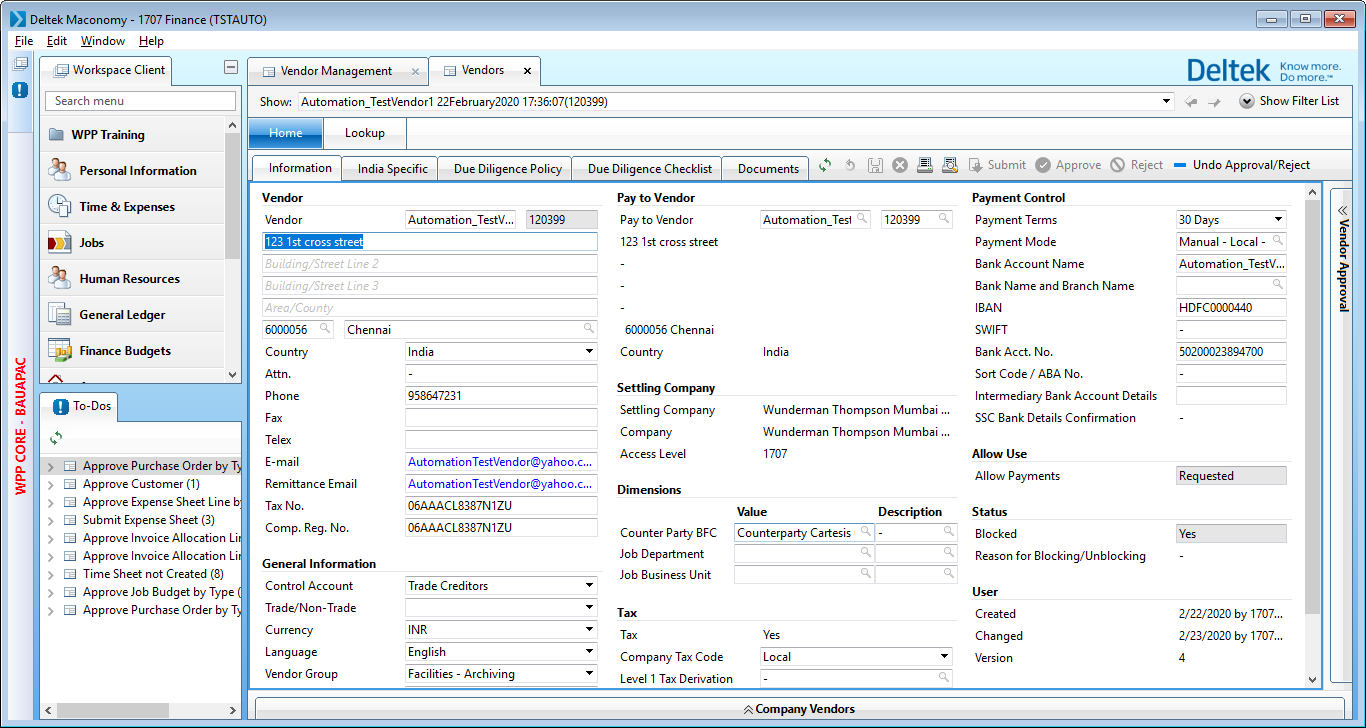 Deltek Maconomy - 1707 Finance (TSTAUTO)
File Edit Window Help
WPP CORE - BAUAPAC
Workspace Client
Search menu
WPP Training
Personal Information
Time & Expenses
Jobs
Human Resources
General Ledger
Finance Budgets
To-Dos
Approve Purchase Order by Ty
Approve Customer (1)
Approve Expense Sheet Line by
Submit Expense Sheet (3)
Approve Invoice Allocation Lin
Approve Invoice Allocation Lin
Time Sheet not Created (8)
Approve Job Budget by Type (
Approve Purchase Order by Ty
Vendor Management Vendors
Deltek Know more. Do more.™
Show: Automation_TestVendor1 22February2020 17:36:07(120399) Show Filter List
Home Lookup
Information India Specific Due Diligence Policy Due Diligence Checklist Documents Submit Approve Reject Undo Approval/Reject
Vendor
Vendor Automation_TestV... 120399
123 1st cross street
Building/Street Line 2
Building/Street Line 3
Area/County
6000056 Chennai
Country India
Attn. -
Phone 958647231
Fax
Telex
E-mail AutomationTestVendor@yahoo.c...
Remittance Email AutomationTestVendor@yahoo.c...
Tax No. 06AAACL8387N1ZU
Comp. Reg. No. 06AAACL8387N1ZU
General Information
Control Account Trade Creditors
Trade/Non-Trade
Currency INR
Language English
Vendor Group Facilities - Archiving
Pay to Vendor
Pay to Vendor Automation_Test 120399
123 1st cross street
-
-
-
6000056 Chennai
Country India
Settling Company
Settling Company Wunderman Thompson Mumbai ...
Company Wunderman Thompson Mumbai ...
Access Level 1707
Dimensions
Value Description
Counter Party BFC Counterparty Cartesis -
Job Department
Job Business Unit
Tax
Tax Yes
Company Tax Code Local
Level 1 Tax Derivation -
Payment Control
Payment Terms 30 Days
Payment Mode Manual - Local -
Bank Account Name Automation_TestV...
Bank Name and Branch Name
IBAN HDFC0000440
SWIFT -
Bank Acct. No. 50200023894700
Sort Code / ABA No. -
Intermediary Bank Account Details
SSC Bank Details Confirmation -
Allow Use
Allow Payments Requested
Status
Blocked Yes
Reason for Blocking/Unblocking -
User
Created 2/22/2020 by 1707...
Changed 2/23/2020 by 1707...
Version 4
Vendor Approval
Company Vendors